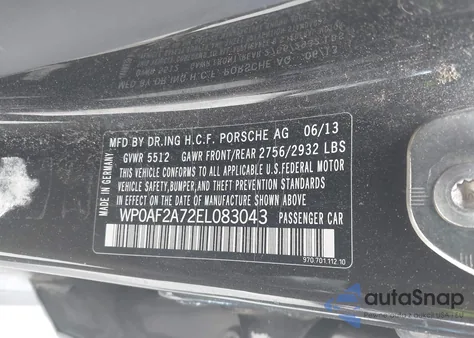 MFD BY DR.ING H.C.F. PORSCHE AG 06/13
GVWR 5512 GAWR FRONT/REAR 2756/2932 LBS
THIS VEHICLE CONFORMS TO ALL APPLICABLE U.S.FEDERAL MOTOR
VEHICLE SAFETY,BUMPER,AND THEFT PREVENTION STANDARDS
IN EFFECT ON THE DATE OF MANUFACTURE SHOWN ABOVE.
WP0AF2A72EL083043 PASSENGER CAR
MADE IN GERMANY
970.701.112.10
autoSnap